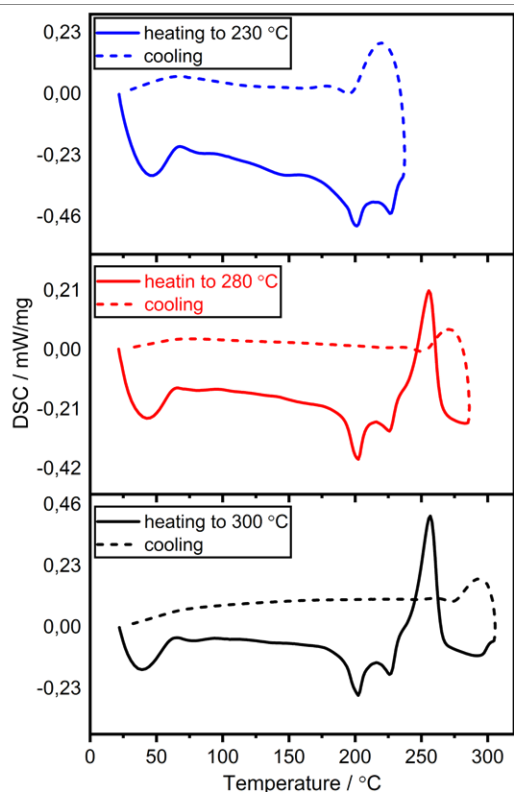 0,23
heating to 230 °C
cooling
0,00
-0,23
-0,46
0,21
heatin to 280 °C
cooling
0,00
-0,21
-0,42
DSC / mW/mg
0,46
heating to 300 °C
cooling
0,23
0,00
-0,23
0 50 100 150 200 250 300
Temperature / °C